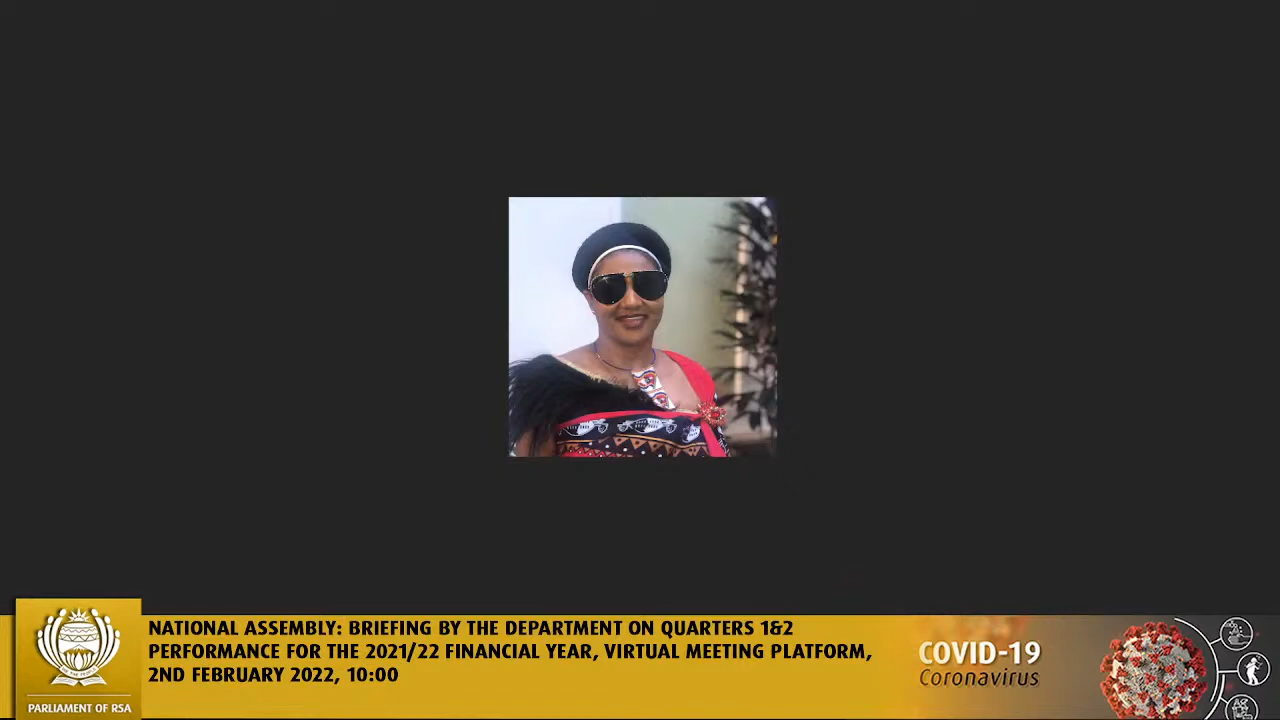 NATIONAL ASSEMBLY: BRIEFING BY THE DEPARTMENT ON QUARTERS 1&2
PERFORMANCE FOR THE 2021/22 FINANCIAL YEAR, VIRTUAL MEETING PLATFORM,
2ND FEBRUARY 2022, 10:00
COVID-19
Coronavirus
PARLIAMENT OF RSA